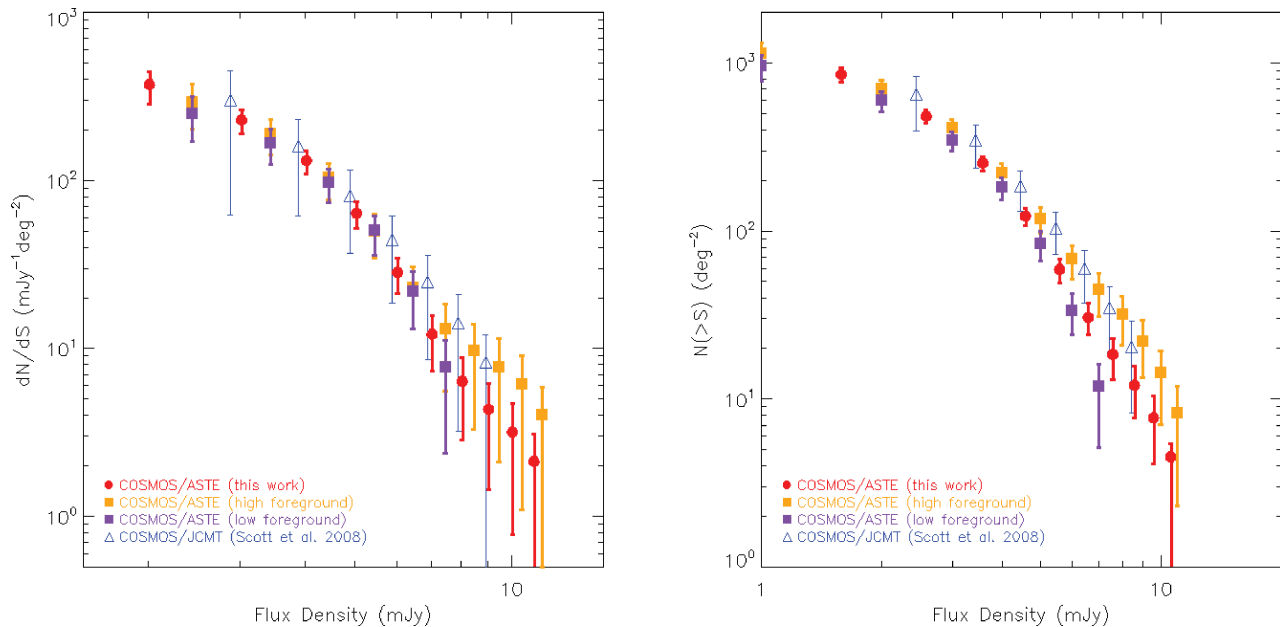 10³
10²
10¹
10⁰
dN/dS (mJy⁻¹deg⁻²)
COSMOS/ASTE (this work)
COSMOS/ASTE (high foreground)
COSMOS/ASTE (low foreground)
COSMOS/JCMT (Scott et al. 2008)
10
Flux Density (mJy)
10³
10²
10¹
10⁰
N(>S) (deg⁻²)
COSMOS/ASTE (this work)
COSMOS/ASTE (high foreground)
COSMOS/ASTE (low foreground)
COSMOS/JCMT (Scott et al. 2008)
1 10
Flux Density (mJy)